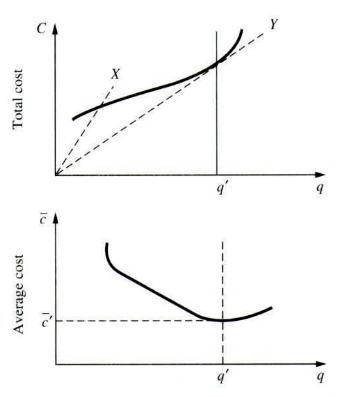 C
Y
X
Total cost
q′
q
c̄
Average cost
c̄′
q′
q